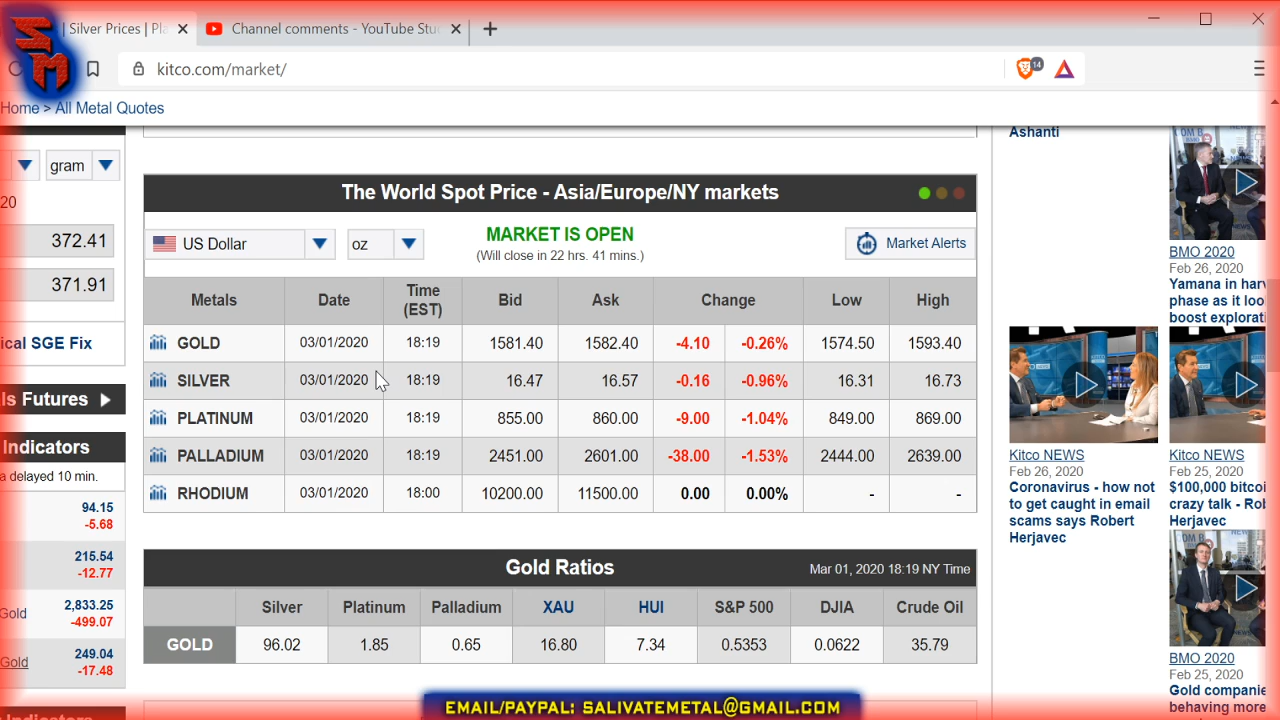 SM
| Silver Prices | Pla
Channel comments - YouTube Stu
kitco.com/market/
14
Home > All Metal Quotes
gram
20
372.41
371.91
ical SGE Fix
ls Futures
Indicators
a delayed 10 min.
94.15
-5.68
215.54
-12.77
Gold
2,833.25
-499.07
Gold
249.04
-17.48
Indicators
The World Spot Price - Asia/Europe/NY markets
US Dollar
oz
MARKET IS OPEN
(Will close in 22 hrs. 41 mins.)
Market Alerts
Metals Date Time (EST) Bid Ask Change Low High
GOLD 03/01/2020 18:19 1581.40 1582.40 -4.10 -0.26% 1574.50 1593.40
SILVER 03/01/2020 18:19 16.47 16.57 -0.16 -0.96% 16.31 16.73
PLATINUM 03/01/2020 18:19 855.00 860.00 -9.00 -1.04% 849.00 869.00
PALLADIUM 03/01/2020 18:19 2451.00 2601.00 -38.00 -1.53% 2444.00 2639.00
RHODIUM 03/01/2020 18:00 10200.00 11500.00 0.00 0.00% - -
Gold Ratios
Mar 01, 2020 18:19 NY Time
Silver Platinum Palladium XAU HUI S&P 500 DJIA Crude Oil
GOLD 96.02 1.85 0.65 16.80 7.34 0.5353 0.0622 35.79
Ashanti
Kitco NEWS
Feb 26, 2020
Coronavirus - how not
to get caught in email
scams says Robert
Herjavec
BMO 2020
Feb 26, 2020
Yamana in harv
phase as it look
boost explorati
Kitco NEWS
Feb 25, 2020
$100,000 bitcoi
crazy talk - Rob
Herjavec
BMO 2020
Feb 25, 2020
Gold companie
behaving more
EMAIL/PAYPAL: SALIVATEMETAL@GMAIL.COM